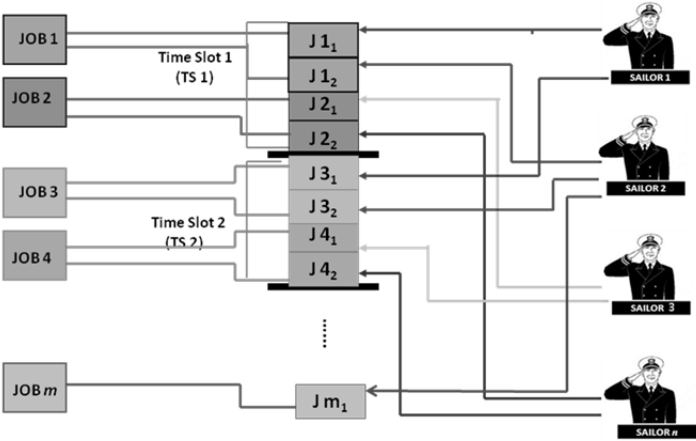 JOB 1
JOB 2
JOB 3
JOB 4
JOB m
Time Slot 1
(TS 1)
Time Slot 2
(TS 2)
J 1₁
J 1₂
J 2₁
J 2₂
J 3₁
J 3₂
J 4₁
J 4₂
J m₁
SAILOR 1
SAILOR 2
SAILOR 3
SAILOR n